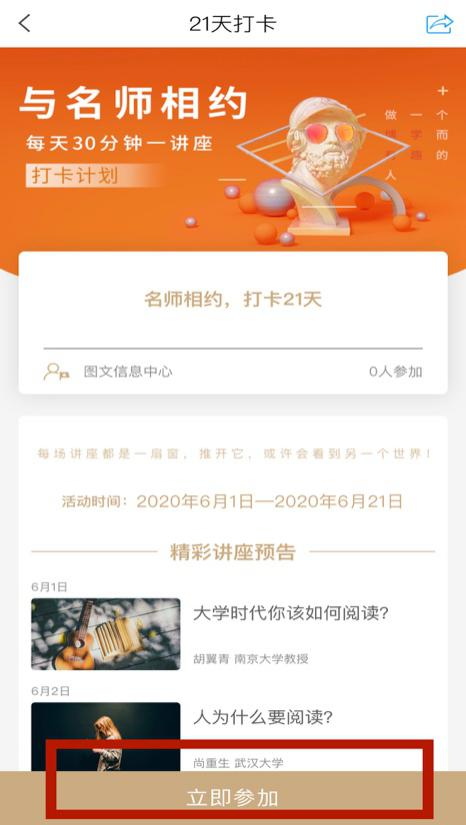 21天打卡
与名师相约
每天30分钟一讲座
打卡计划
做一个
学而
的
人
名师相约，打卡21天
图文信息中心
0人参加
每场讲座都是一扇窗，推开它，或许会看到另一个世界！
活动时间：2020年6月1日—2020年6月21日
精彩讲座预告
6月1日
大学时代你该如何阅读？
胡翼青 南京大学教授
6月2日
人为什么要阅读？
尚重生 武汉大学
立即参加